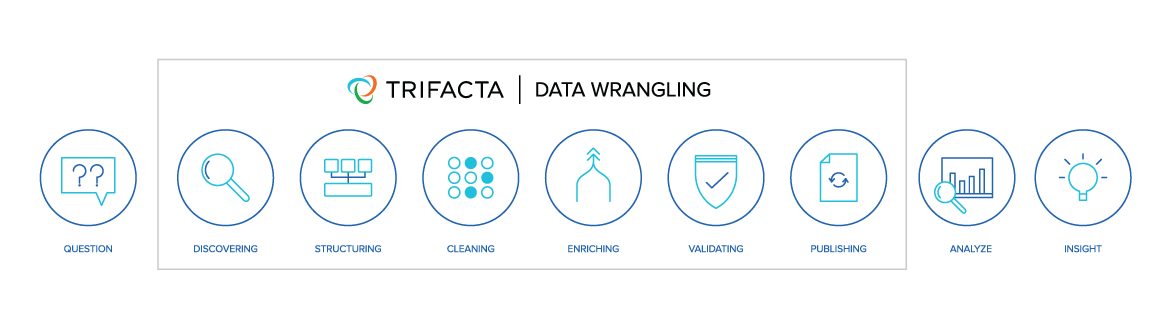 TRIFACTA | DATA WRANGLING
??
QUESTION
DISCOVERING
STRUCTURING
CLEANING
ENRICHING
VALIDATING
PUBLISHING
ANALYZE
INSIGHT